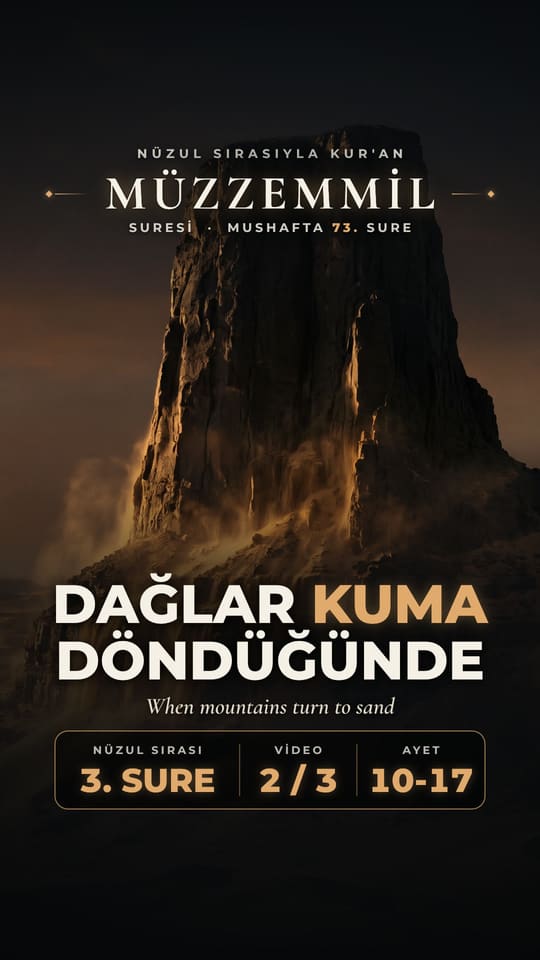 NÜZUL SIRASIYLA KUR'AN
MÜZZEMMİL
SURESİ · MUSHAFTA 73. SURE
DAĞLAR KUMA
DÖNDÜĞÜNDE
When mountains turn to sand
NÜZUL SIRASI
3. SURE
VİDEO
2 / 3
AYET
10-17